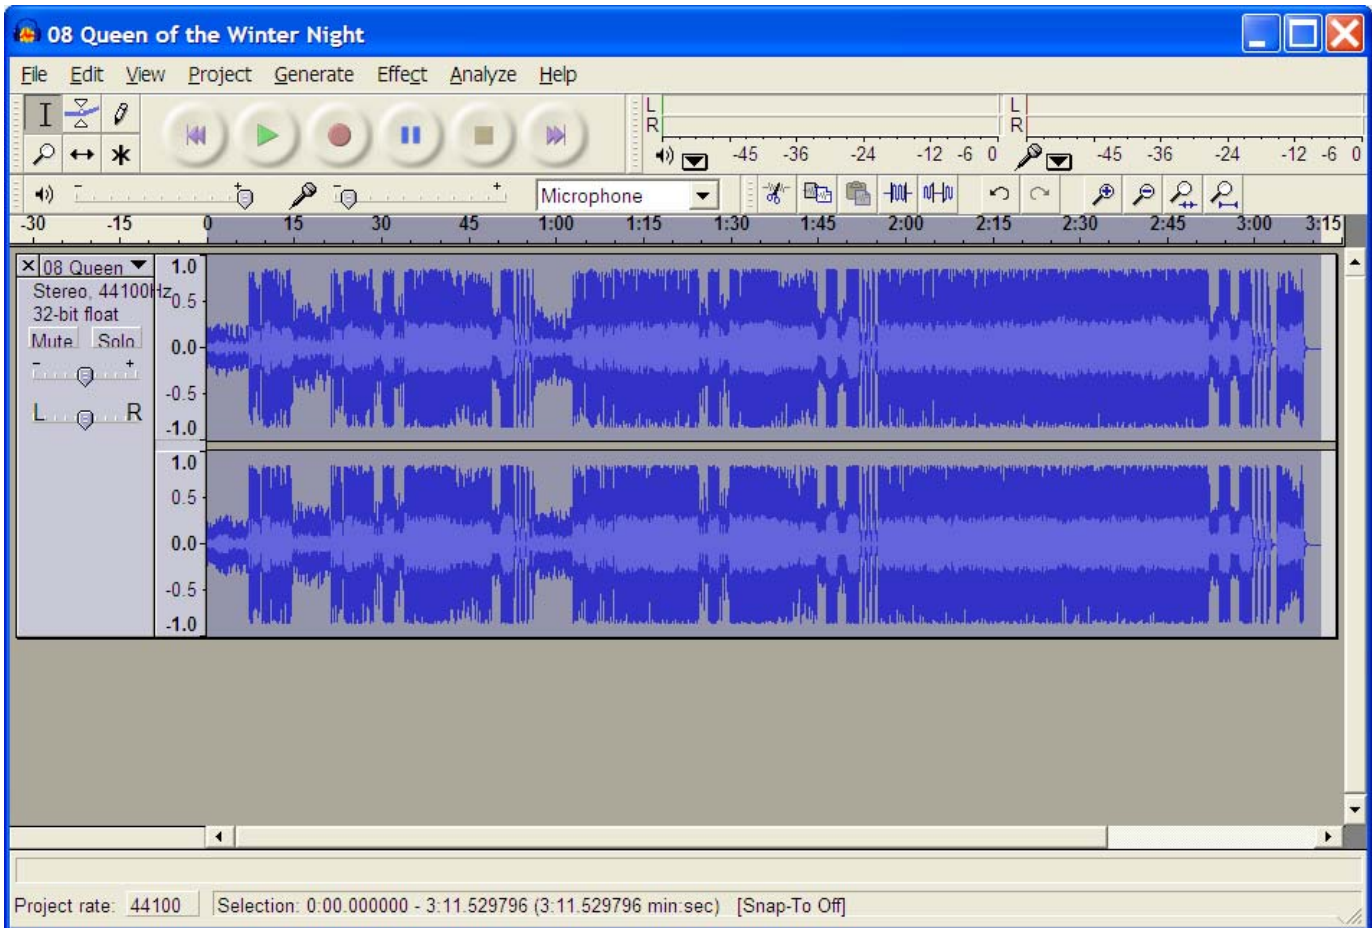 08 Queen of the Winter Night
File Edit View Project Generate Effect Analyze Help
L
R
-45 -36 -24 -12 -6 0
L
R
-45 -36 -24 -12 -6 0
- +
- +
Microphone
-30 -15 0 15 30 45 1:00 1:15 1:30 1:45 2:00 2:15 2:30 2:45 3:00 3:15
08 Queen
Stereo, 44100Hz
32-bit float
Mute Solo
- +
L R
1.0
0.5
0.0
-0.5
-1.0
1.0
0.5
0.0
-0.5
-1.0
Project rate: 44100 Selection: 0:00.000000 - 3:11.529796 (3:11.529796 min:sec) [Snap-To Off]